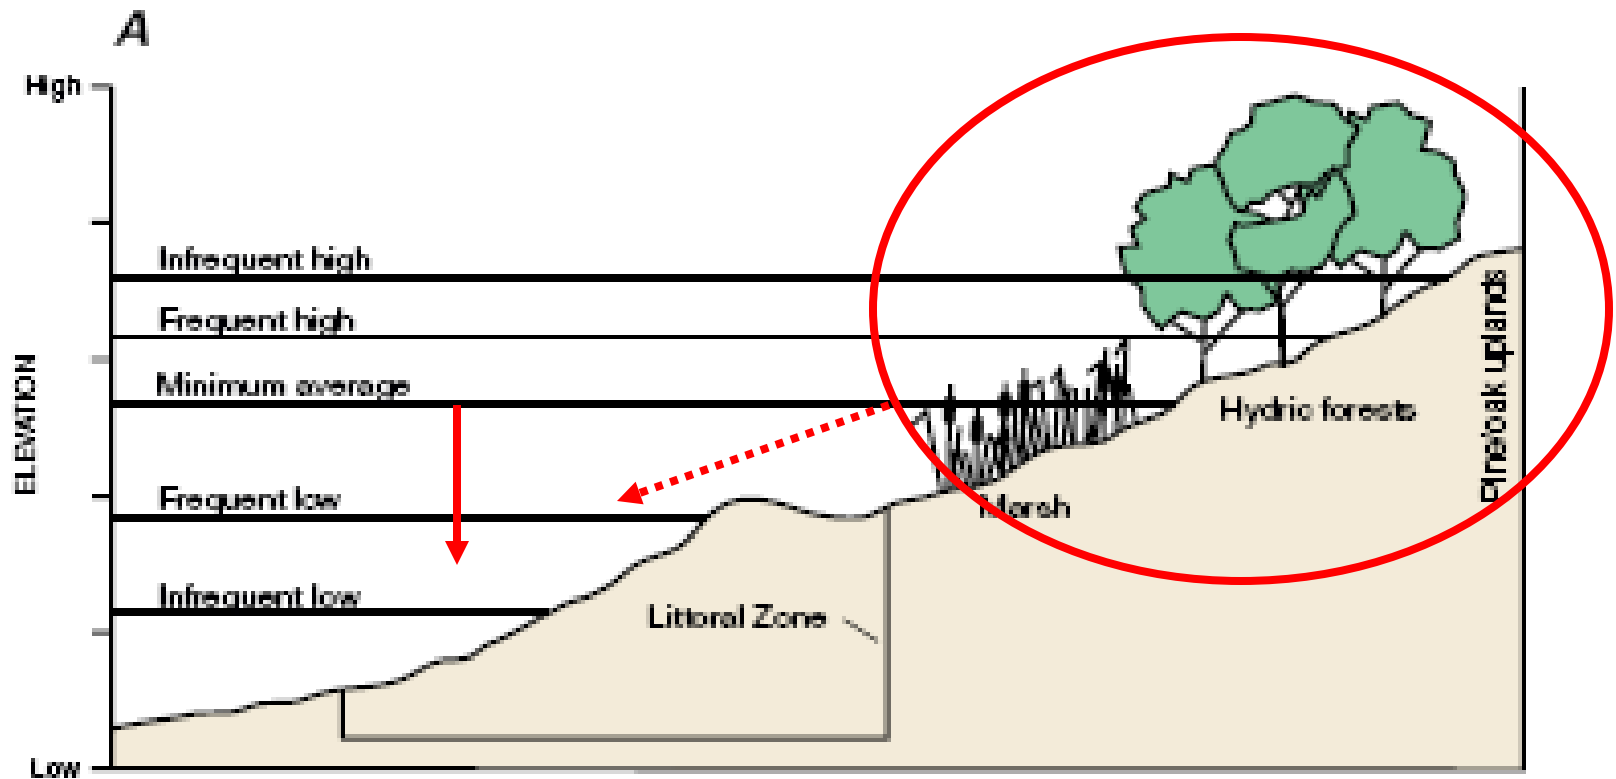 A
High
Infrequent high
Frequent high
Minimum average
Frequent low
Infrequent low
Low
ELEVATION
Littoral Zone
Marsh
Hydric forests
Pine/oak uplands